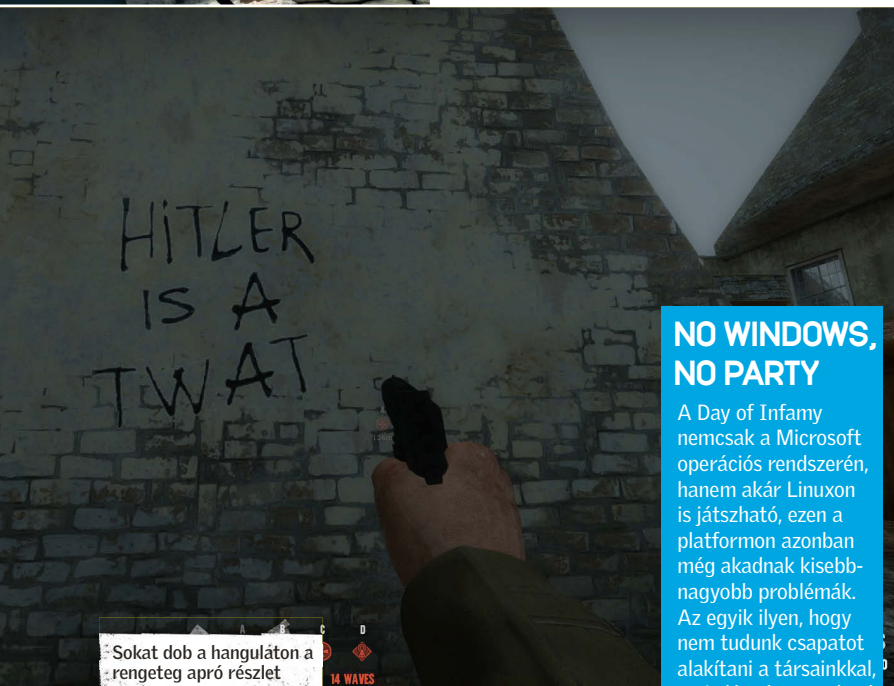 HITLER
IS A
TWAT
NO WINDOWS,
NO PARTY
A Day of Infamy
nemcsak a Microsoft
operációs rendszerén,
hanem akár Linuxon
is játszható, ezen a
platformon azonban
még akadnak kisebb-
nagyobb problémák.
Az egyik ilyen, hogy
nem tudunk csapatot
alakítani a társainkkal,
A B C D
14 WAVES
Sokat dob a hangulaton a
rengeteg apró részlet